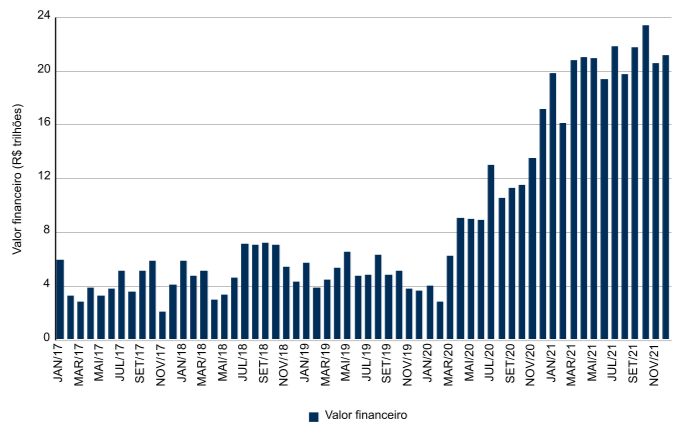 Valor financeiro (R$ trilhões)
24
20
16
12
8
4
0
JAN/17
MAR/17
MAI/17
JUL/17
SET/17
NOV/17
JAN/18
MAR/18
MAI/18
JUL/18
SET/18
NOV/18
JAN/19
MAR/19
MAI/19
JUL/19
SET/19
NOV/19
JAN/20
MAR/20
MAI/20
JUL/20
SET/20
NOV/20
JAN/21
MAR/21
MAI/21
JUL/21
SET/21
NOV/21
Valor financeiro